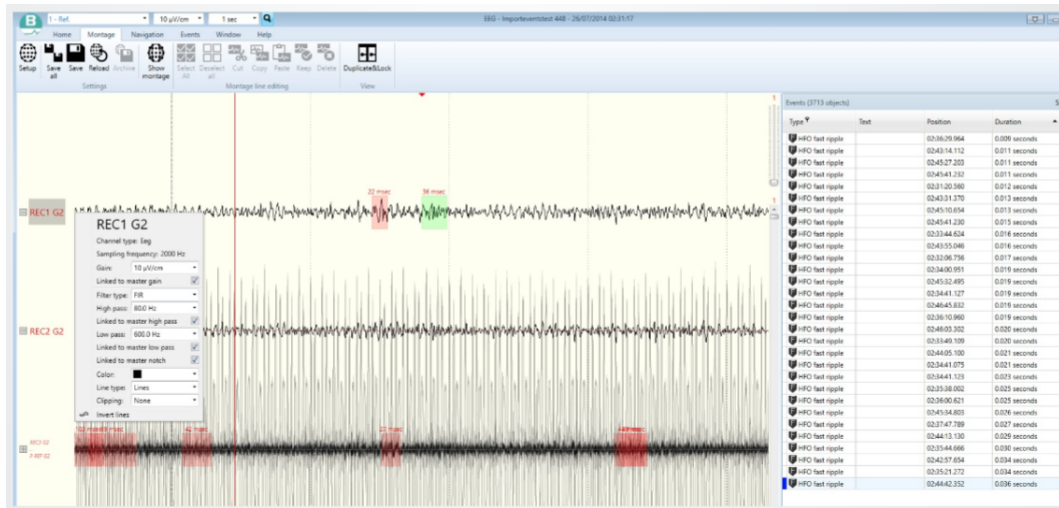 B
1 - Ref.
10 µV/cm
1 sec
EEG - Importeventstest 448 - 26/07/2014 02:31:17
Home Montage Navigation Events Window Help
Setup Save all Save Reload Archive Show montage Select All Deselect all Cut Copy Paste Keep Delete Duplicate&Lock
Settings Montage line editing View
1
22 msec 56 msec
1
REC1 G2
REC1 G2
Channel type: Eeg
Sampling frequency: 2000 Hz
Gain: 10 µV/cm
Linked to master gain
Filter type: FIR
High pass: 80.0 Hz
Linked to master high pass
Low pass: 600.0 Hz
Linked to master low pass
Linked to master notch
Color:
Line type: Lines
Clipping: None
Invert lines
REC2 G2
42 msec 27 msec
REC3 G2
Events (3713 objects) S
Type Text Position Duration
HFO fast ripple 02:36:29.964 0.009 seconds
HFO fast ripple 02:43:14.112 0.011 seconds
HFO fast ripple 02:45:27.203 0.011 seconds
HFO fast ripple 02:45:41.232 0.011 seconds
HFO fast ripple 02:31:20.560 0.012 seconds
HFO fast ripple 02:43:31.370 0.013 seconds
HFO fast ripple 02:45:10.654 0.013 seconds
HFO fast ripple 02:45:41.230 0.015 seconds
HFO fast ripple 02:33:44.624 0.016 seconds
HFO fast ripple 02:43:55.046 0.016 seconds
HFO fast ripple 02:32:06.756 0.017 seconds
HFO fast ripple 02:34:00.951 0.019 seconds
HFO fast ripple 02:45:32.495 0.019 seconds
HFO fast ripple 02:34:41.127 0.019 seconds
HFO fast ripple 02:46:45.832 0.019 seconds
HFO fast ripple 02:36:10.960 0.019 seconds
HFO fast ripple 02:46:03.302 0.020 seconds
HFO fast ripple 02:33:49.109 0.020 seconds
HFO fast ripple 02:44:05.100 0.021 seconds
HFO fast ripple 02:34:41.075 0.021 seconds
HFO fast ripple 02:34:41.123 0.023 seconds
HFO fast ripple 02:35:38.002 0.025 seconds
HFO fast ripple 02:36:00.621 0.025 seconds
HFO fast ripple 02:45:34.803 0.026 seconds
HFO fast ripple 02:37:47.789 0.027 seconds
HFO fast ripple 02:44:13.130 0.029 seconds
HFO fast ripple 02:35:44.666 0.030 seconds
HFO fast ripple 02:42:57.654 0.034 seconds
HFO fast ripple 02:35:21.272 0.034 seconds
HFO fast ripple 02:44:42.352 0.036 seconds